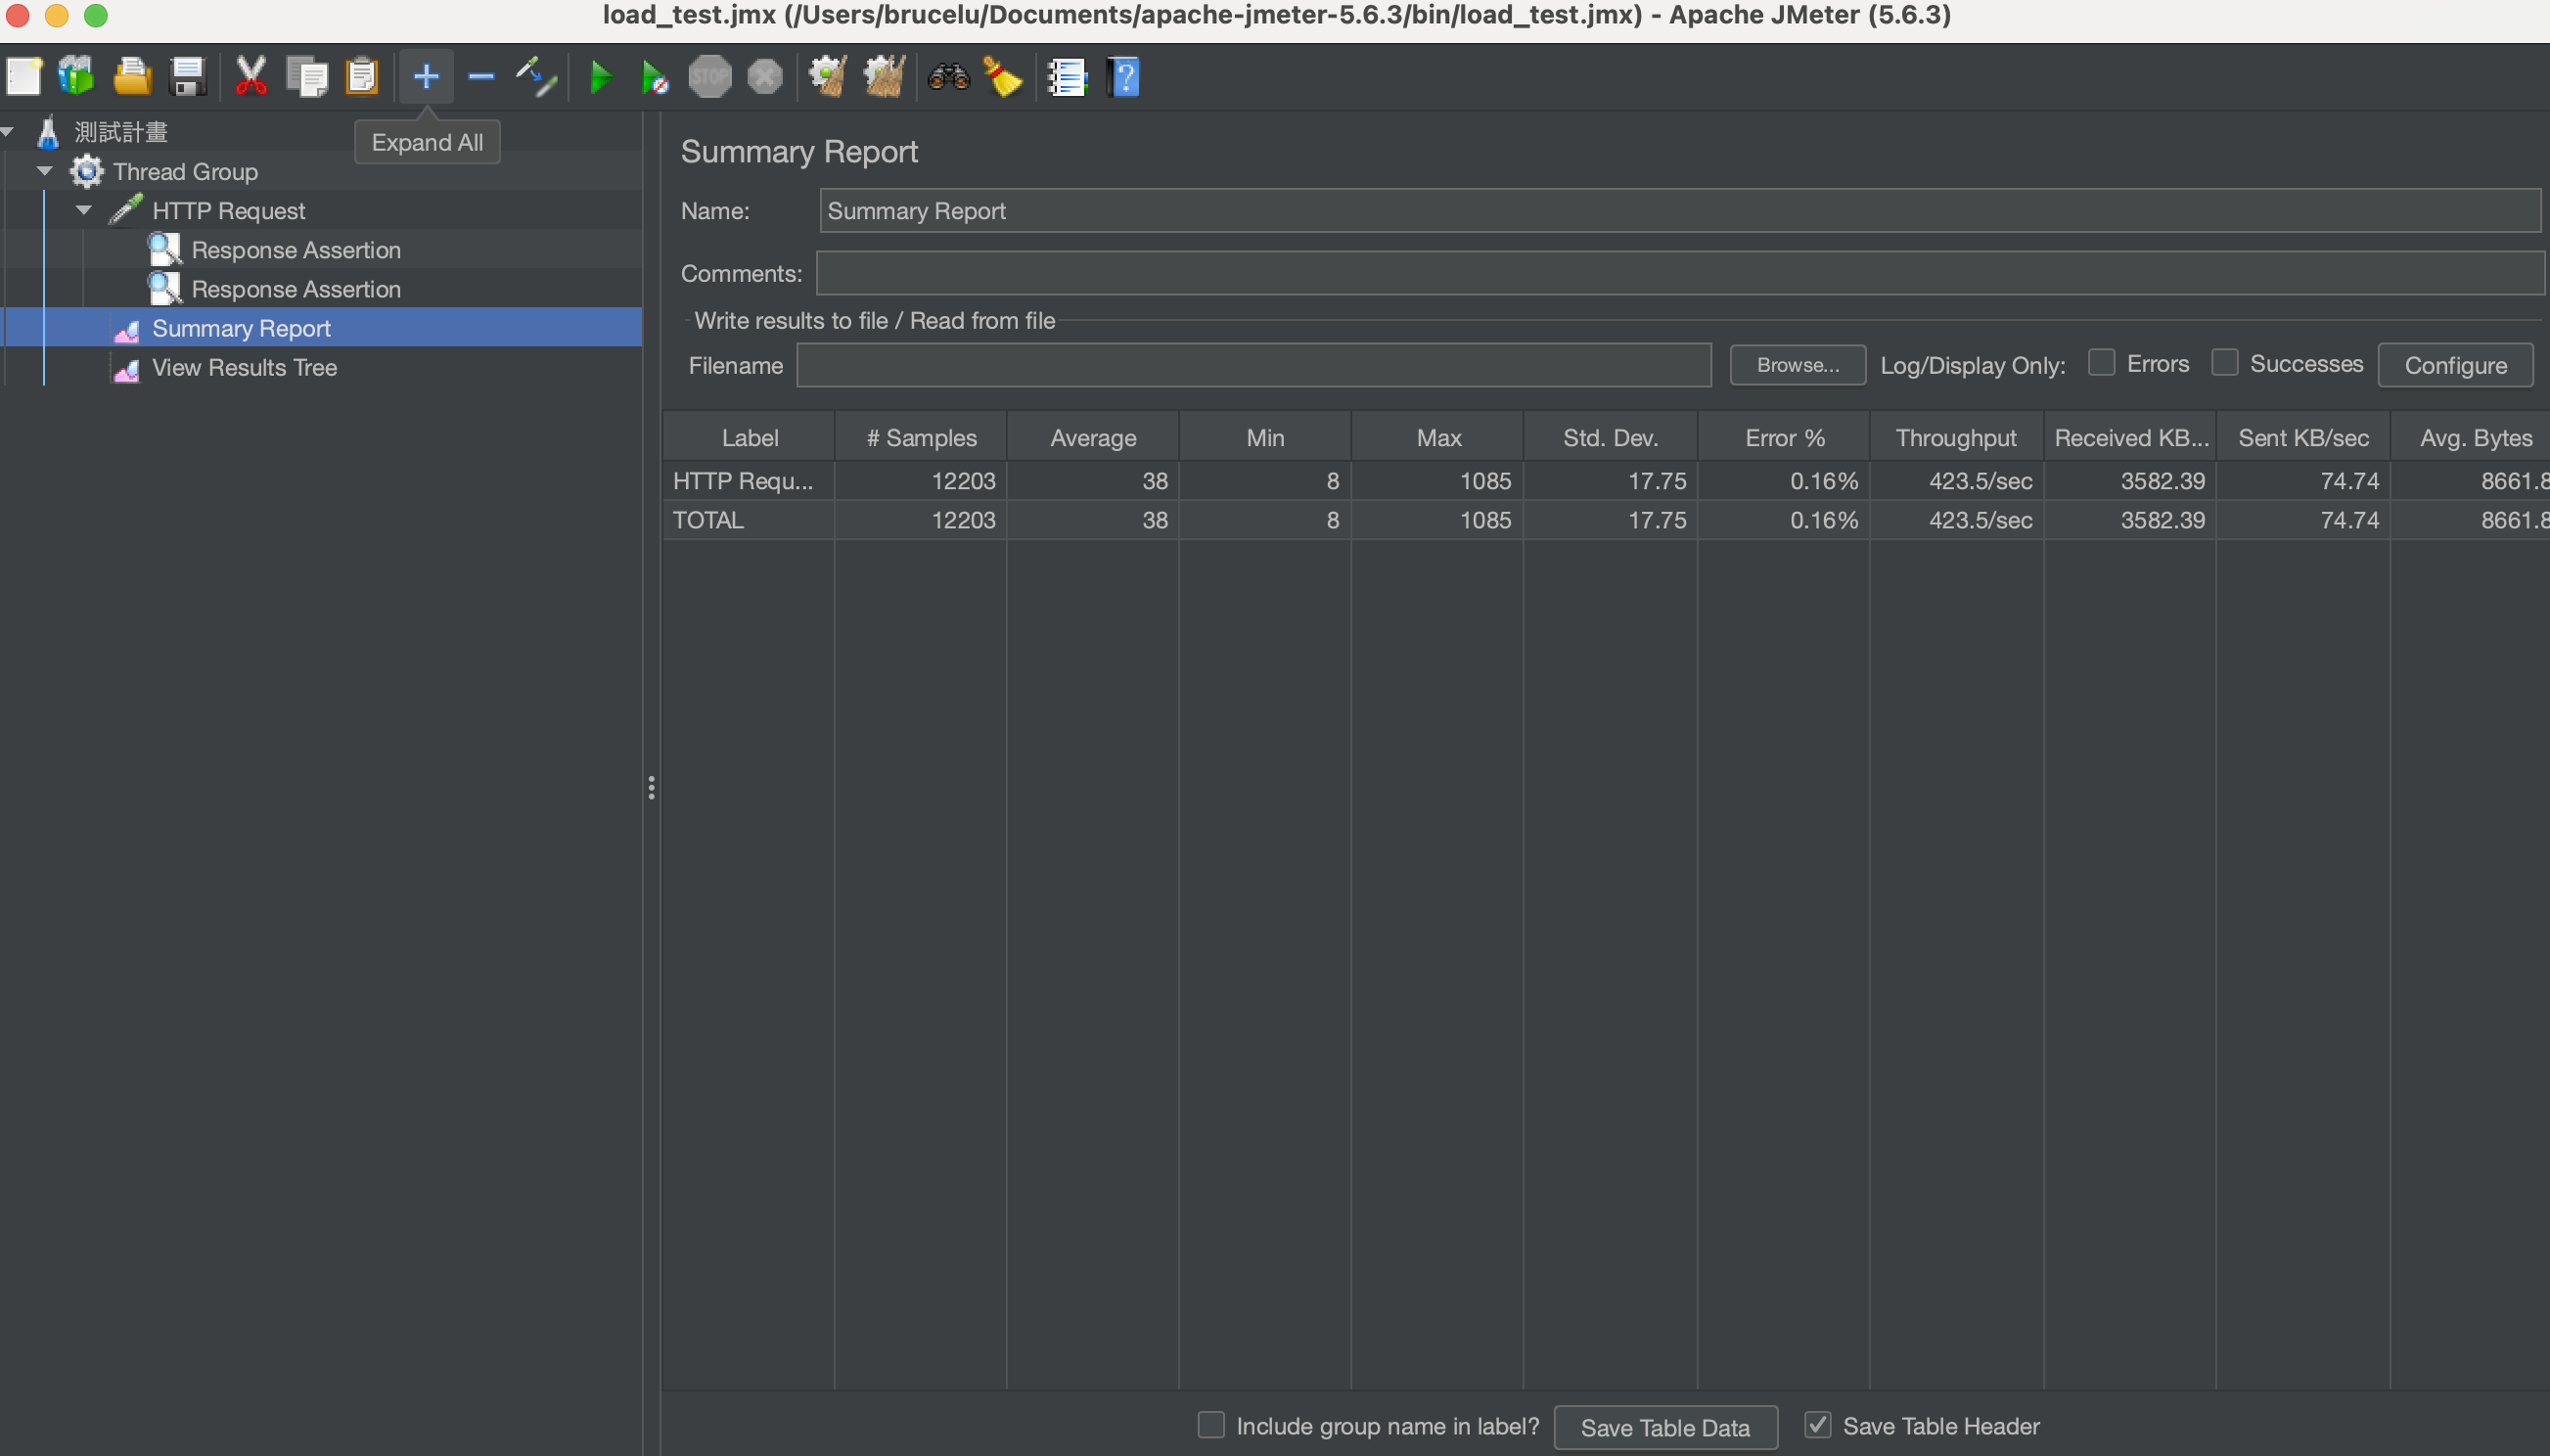 load_test.jmx (/Users/brucelu/Documents/apache-jmeter-5.6.3/bin/load_test.jmx) - Apache JMeter (5.6.3)
STOP
?
測試計畫
Expand All
Thread Group
HTTP Request
Response Assertion
Response Assertion
Summary Report
View Results Tree
Summary Report
Name: Summary Report
Comments:
Write results to file / Read from file
Filename Browse... Log/Display Only: Errors Successes Configure
Label # Samples Average Min Max Std. Dev. Error % Throughput Received KB... Sent KB/sec Avg. Bytes
HTTP Requ... 12203 38 8 1085 17.75 0.16% 423.5/sec 3582.39 74.74 8661.8
TOTAL 12203 38 8 1085 17.75 0.16% 423.5/sec 3582.39 74.74 8661.8
Include group name in label? Save Table Data Save Table Header